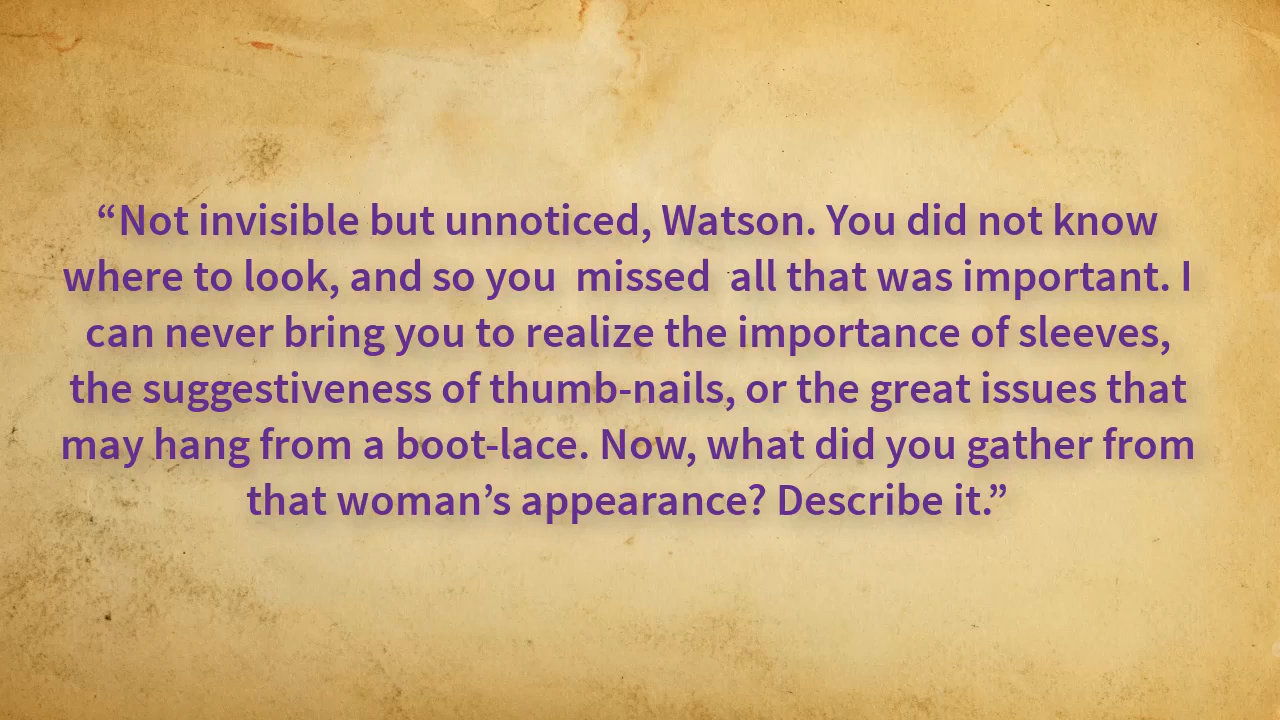 “Not invisible but unnoticed, Watson. You did not know
where to look, and so you  missed  all that was important. I
can never bring you to realize the importance of sleeves,
the suggestiveness of thumb-nails, or the great issues that
may hang from a boot-lace. Now, what did you gather from
that woman’s appearance? Describe it.”